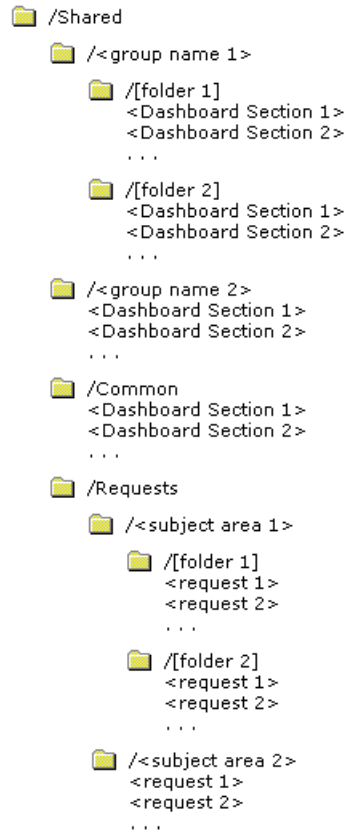 /Shared
/<group name 1>
/[folder 1]
<Dashboard Section 1>
<Dashboard Section 2>
. . .
/[folder 2]
<Dashboard Section 1>
<Dashboard Section 2>
. . .
/<group name 2>
<Dashboard Section 1>
<Dashboard Section 2>
. . .
/Common
<Dashboard Section 1>
<Dashboard Section 2>
. . .
/Requests
/<subject area 1>
/[folder 1]
<request 1>
<request 2>
. . .
/[folder 2]
<request 1>
<request 2>
. . .
/<subject area 2>
<request 1>
<request 2>
. . .